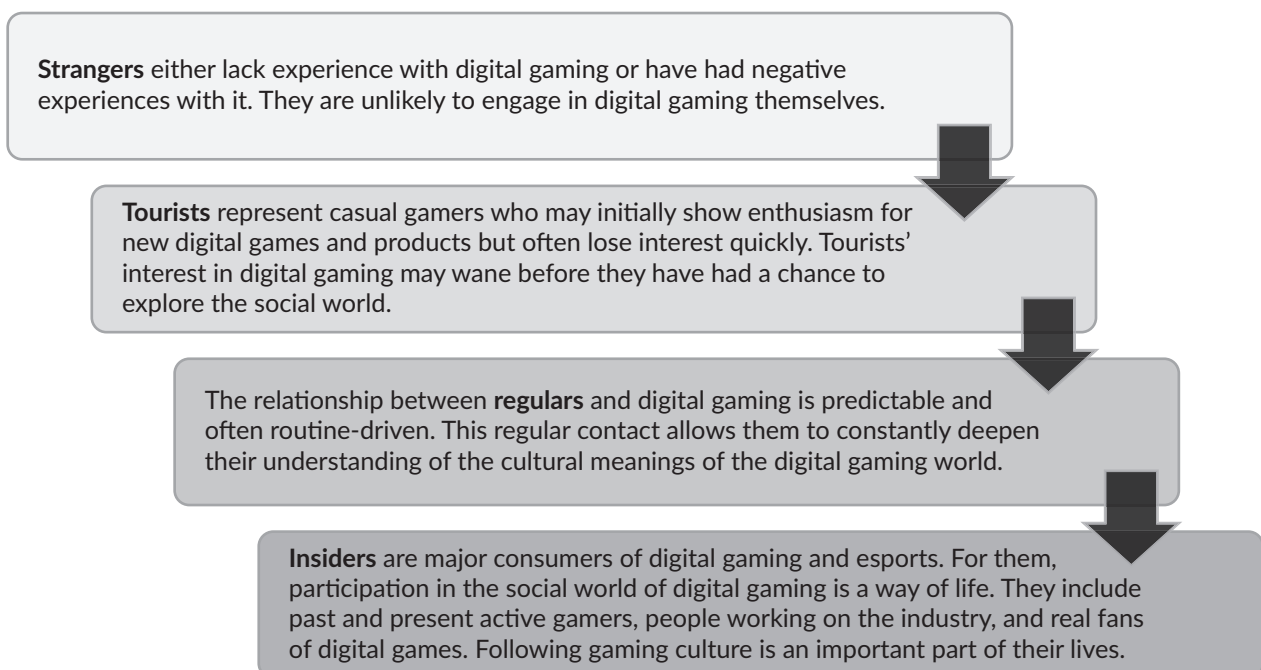 Strangers either lack experience with digital gaming or have had negative
experiences with it. They are unlikely to engage in digital gaming themselves.
Tourists represent casual gamers who may initially show enthusiasm for
new digital games and products but often lose interest quickly. Tourists’
interest in digital gaming may wane before they have had a chance to
explore the social world.
The relationship between regulars and digital gaming is predictable and
often routine-driven. This regular contact allows them to constantly deepen
their understanding of the cultural meanings of the digital gaming world.
Insiders are major consumers of digital gaming and esports. For them,
participation in the social world of digital gaming is a way of life. They include
past and present active gamers, people working on the industry, and real fans
of digital games. Following gaming culture is an important part of their lives.